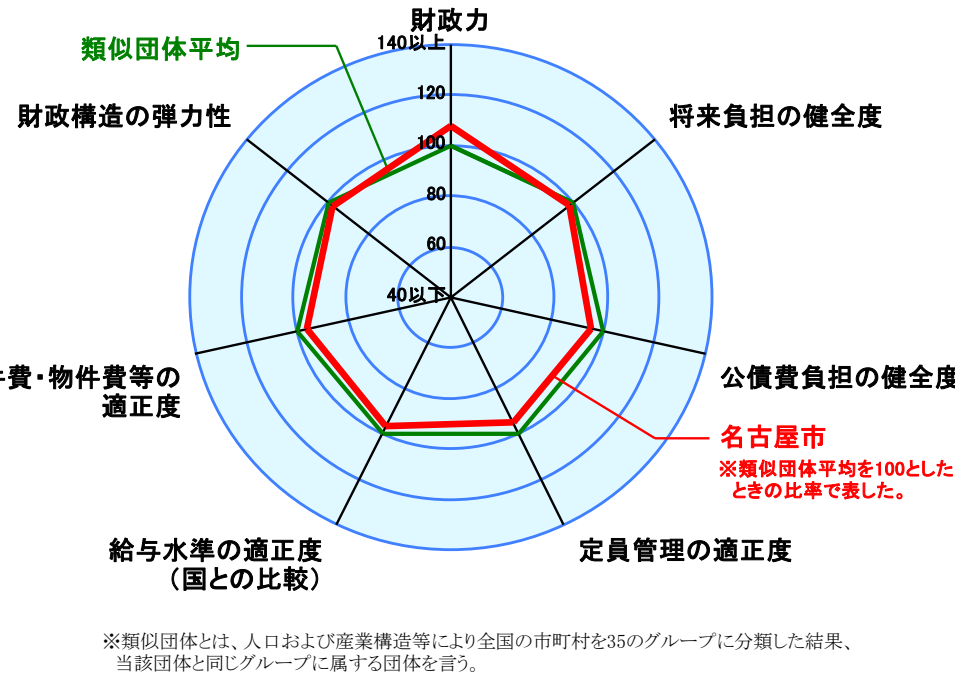 財政力
140以上
類似団体平均
120
財政構造の弾力性
将来負担の健全度
100
80
60
40以下
件費・物件費等の
適正度
公債費負担の健全度
名古屋市
※類似団体平均を100とした
ときの比率で表した。
給与水準の適正度
（国との比較）
定員管理の適正度
※類似団体とは、人口および産業構造等により全国の市町村を35のグループに分類した結果、
当該団体と同じグループに属する団体を言う。